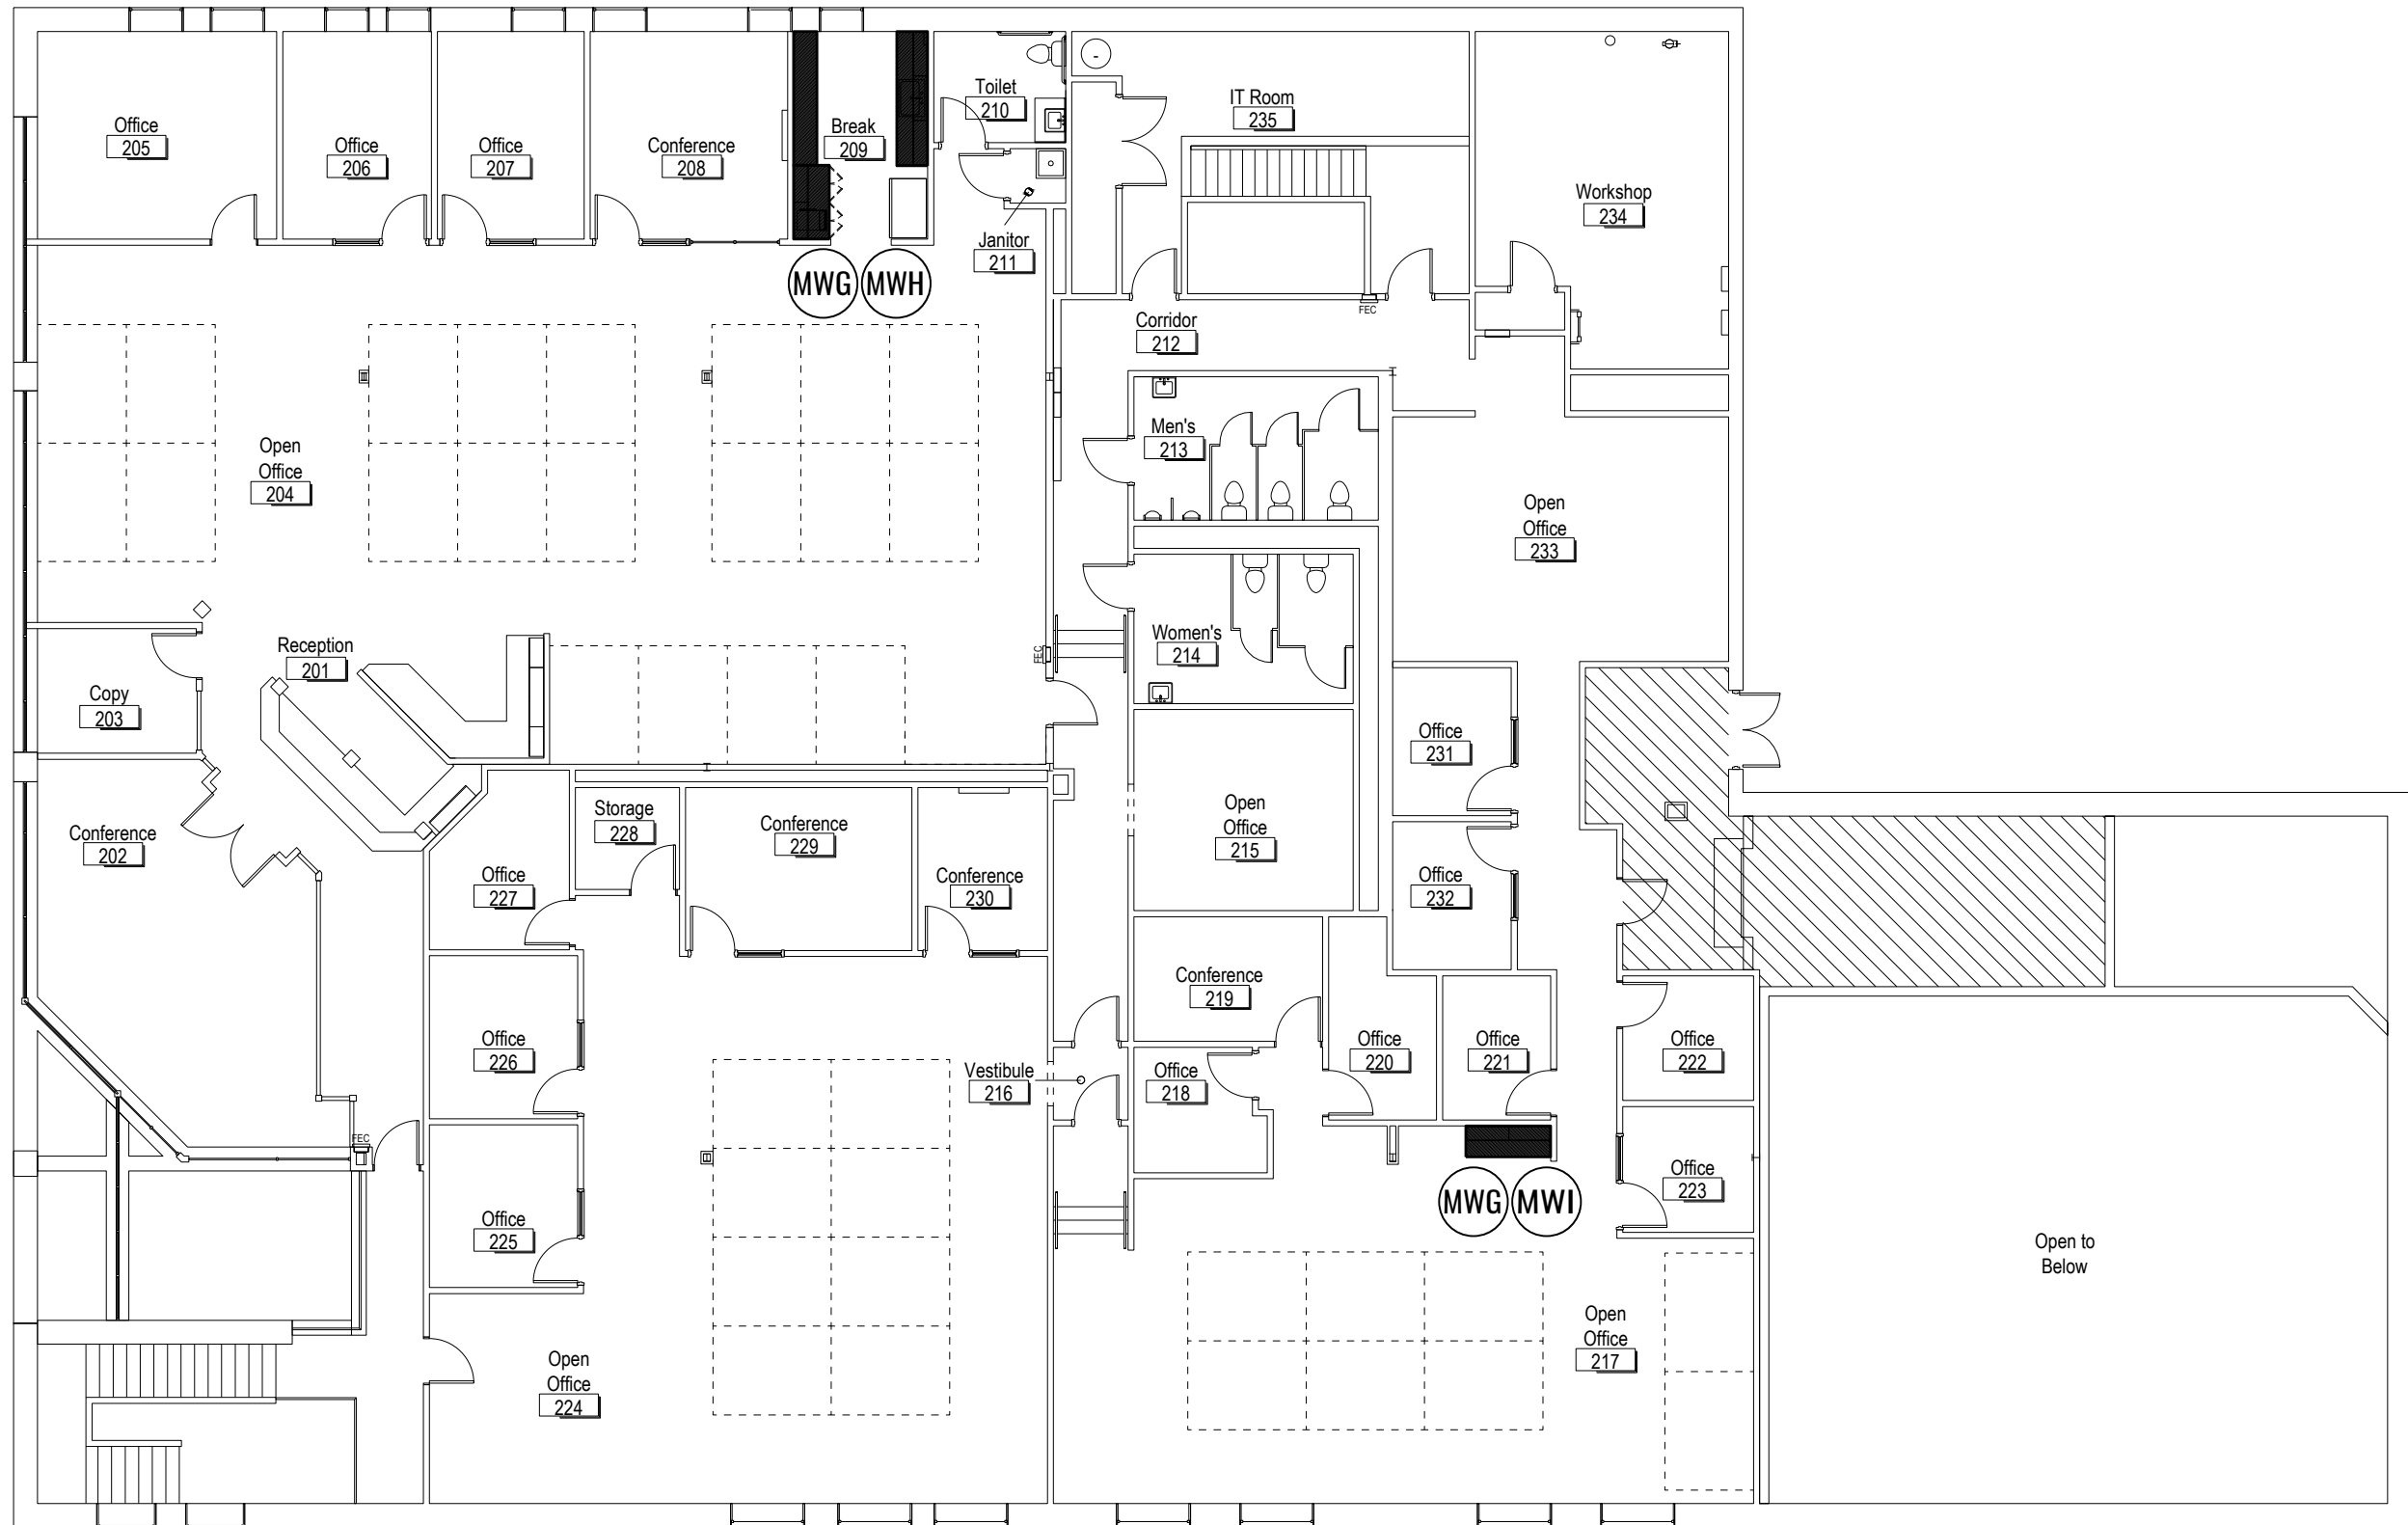 Office
205
Office
206
Office
207
Conference
208
Break
209
Toilet
210
IT Room
235
Workshop
234
Janitor
211
MWG
MWH
FEC
Corridor
212
Men's
213
Open
Office
204
Open
Office
233
Reception
201
FEC
Women's
214
Copy
203
Office
231
Conference
202
Storage
228
Conference
229
Open
Office
215
Office
227
Conference
230
Office
232
Conference
219
Office
226
Vestibule
216
Office
218
Office
220
Office
221
Office
222
FEC
Office
225
MWG
MWI
Office
223
Open to
Below
Open
Office
217
Open
Office
224